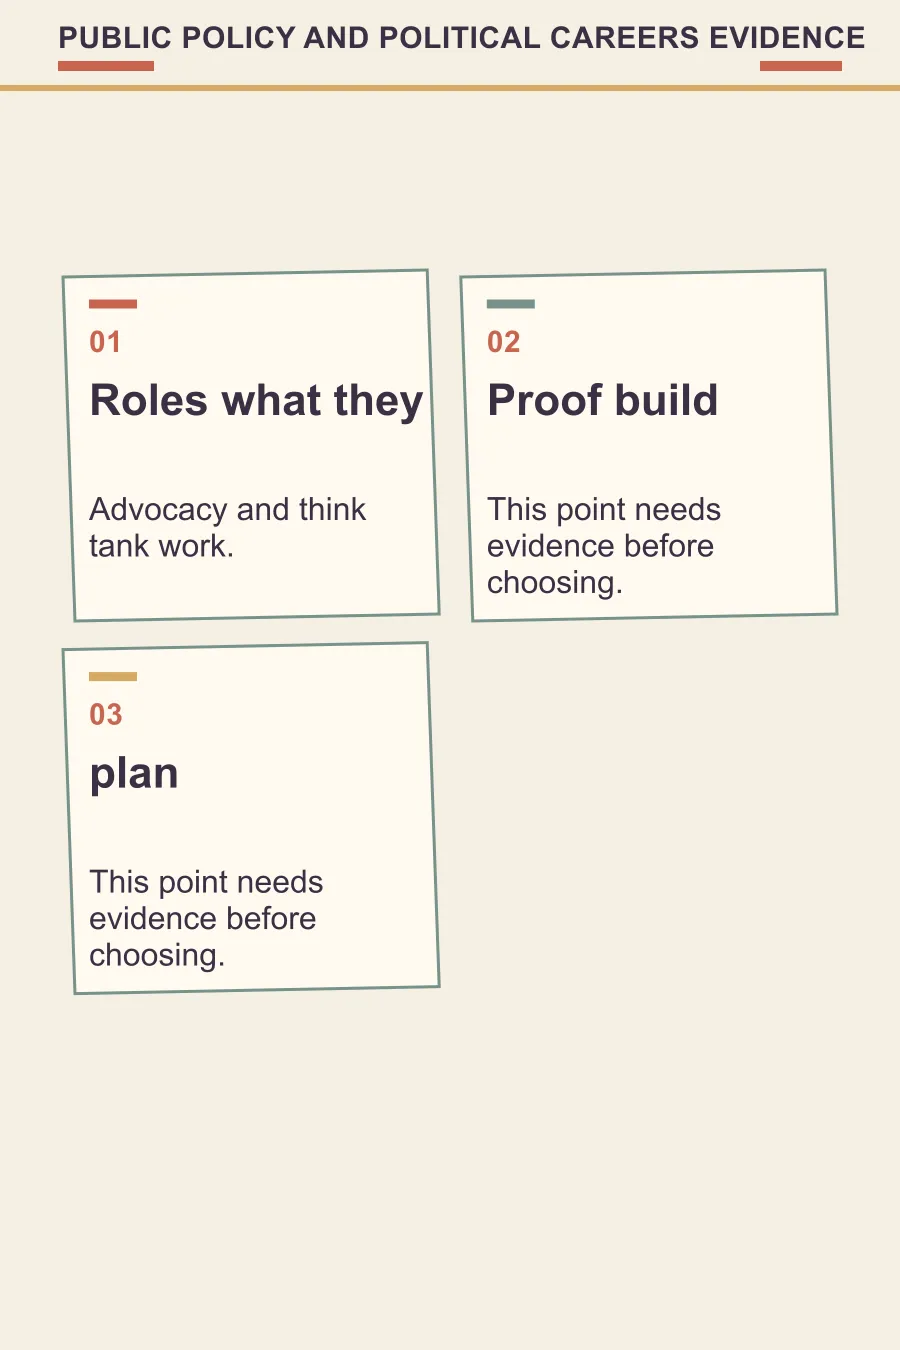 PUBLIC POLICY AND POLITICAL CAREERS EVIDENCE
01
Roles what they
Advocacy and think
tank work.
02
Proof build
This point needs
evidence before
choosing.
03
plan
This point needs
evidence before
choosing.